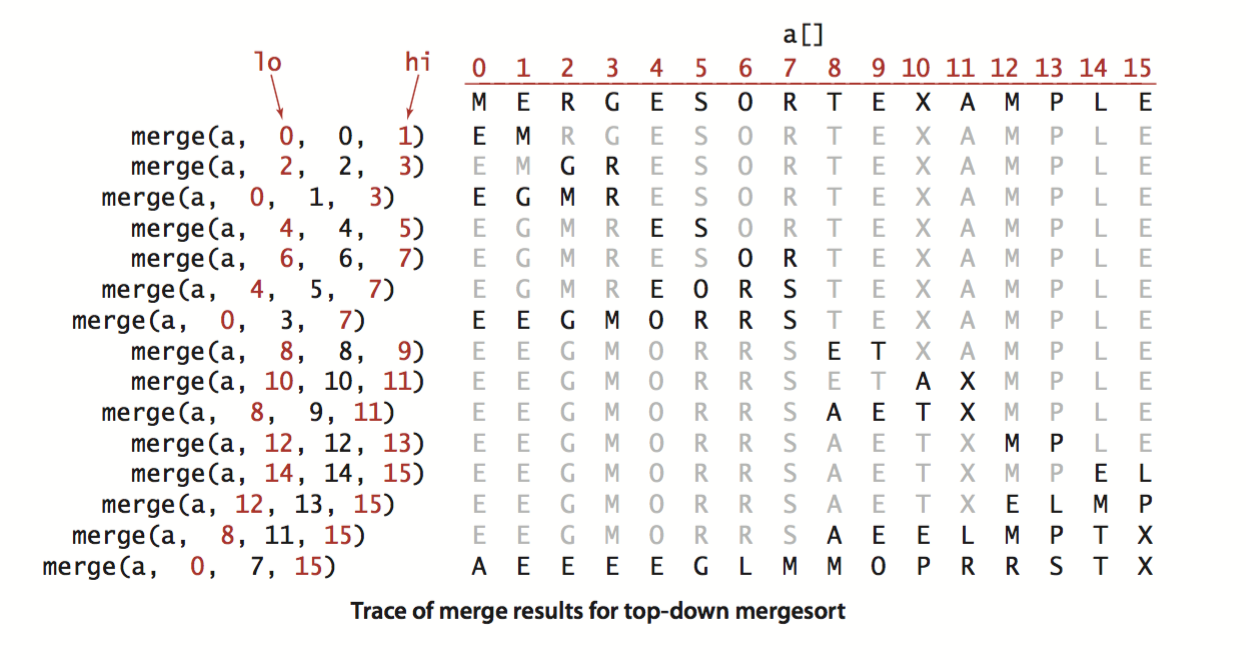 a[]
lo hi 0 1 2 3 4 5 6 7 8 9 10 11 12 13 14 15
M E R G E S O R T E X A M P L E
merge(a, 0, 0, 1) E M R G E S O R T E X A M P L E
merge(a, 2, 2, 3) E M G R E S O R T E X A M P L E
merge(a, 0, 1, 3) E G M R E S O R T E X A M P L E
merge(a, 4, 4, 5) E G M R E S O R T E X A M P L E
merge(a, 6, 6, 7) E G M R E S O R T E X A M P L E
merge(a, 4, 5, 7) E G M R E O R S T E X A M P L E
merge(a, 0, 3, 7) E E G M O R R S T E X A M P L E
merge(a, 8, 8, 9) E E G M O R R S E T X A M P L E
merge(a, 10, 10, 11) E E G M O R R S E T A X M P L E
merge(a, 8, 9, 11) E E G M O R R S A E T X M P L E
merge(a, 12, 12, 13) E E G M O R R S A E T X M P L E
merge(a, 14, 14, 15) E E G M O R R S A E T X M P E L
merge(a, 12, 13, 15) E E G M O R R S A E T X E L M P
merge(a, 8, 11, 15) E E G M O R R S A E E L M P T X
merge(a, 0, 7, 15) A E E E E G L M M O P R R S T X
Trace of merge results for top-down mergesort